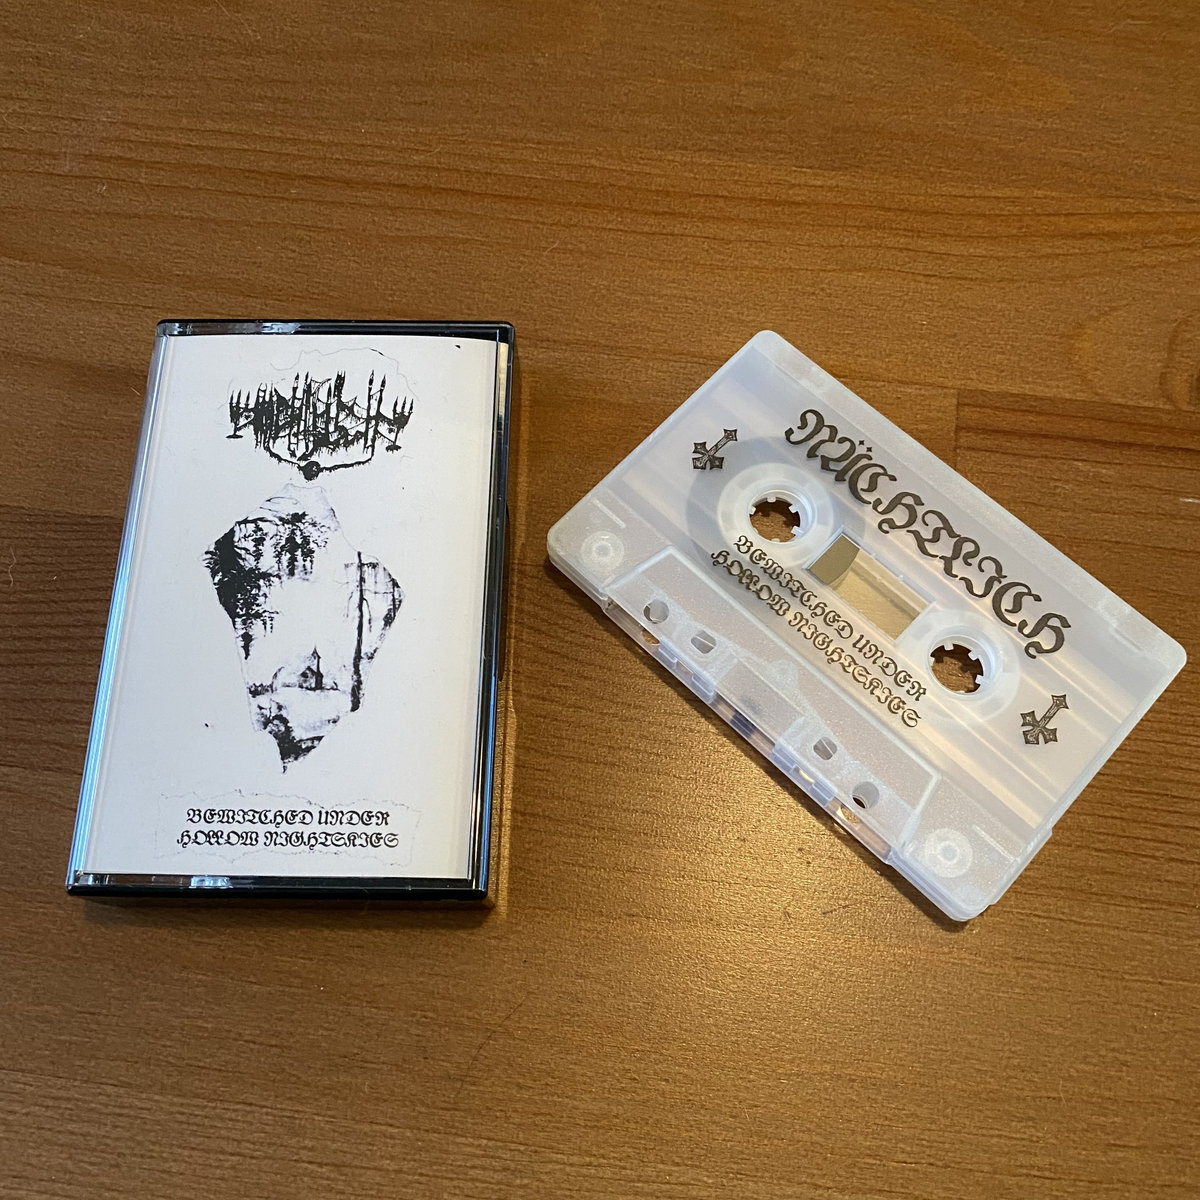 BEWITCHED UNDER
HOLLOW NIGHTSKIES
NÄCHTLICH
BEWITCHED UNDER
HOLLOW NIGHTSKIES